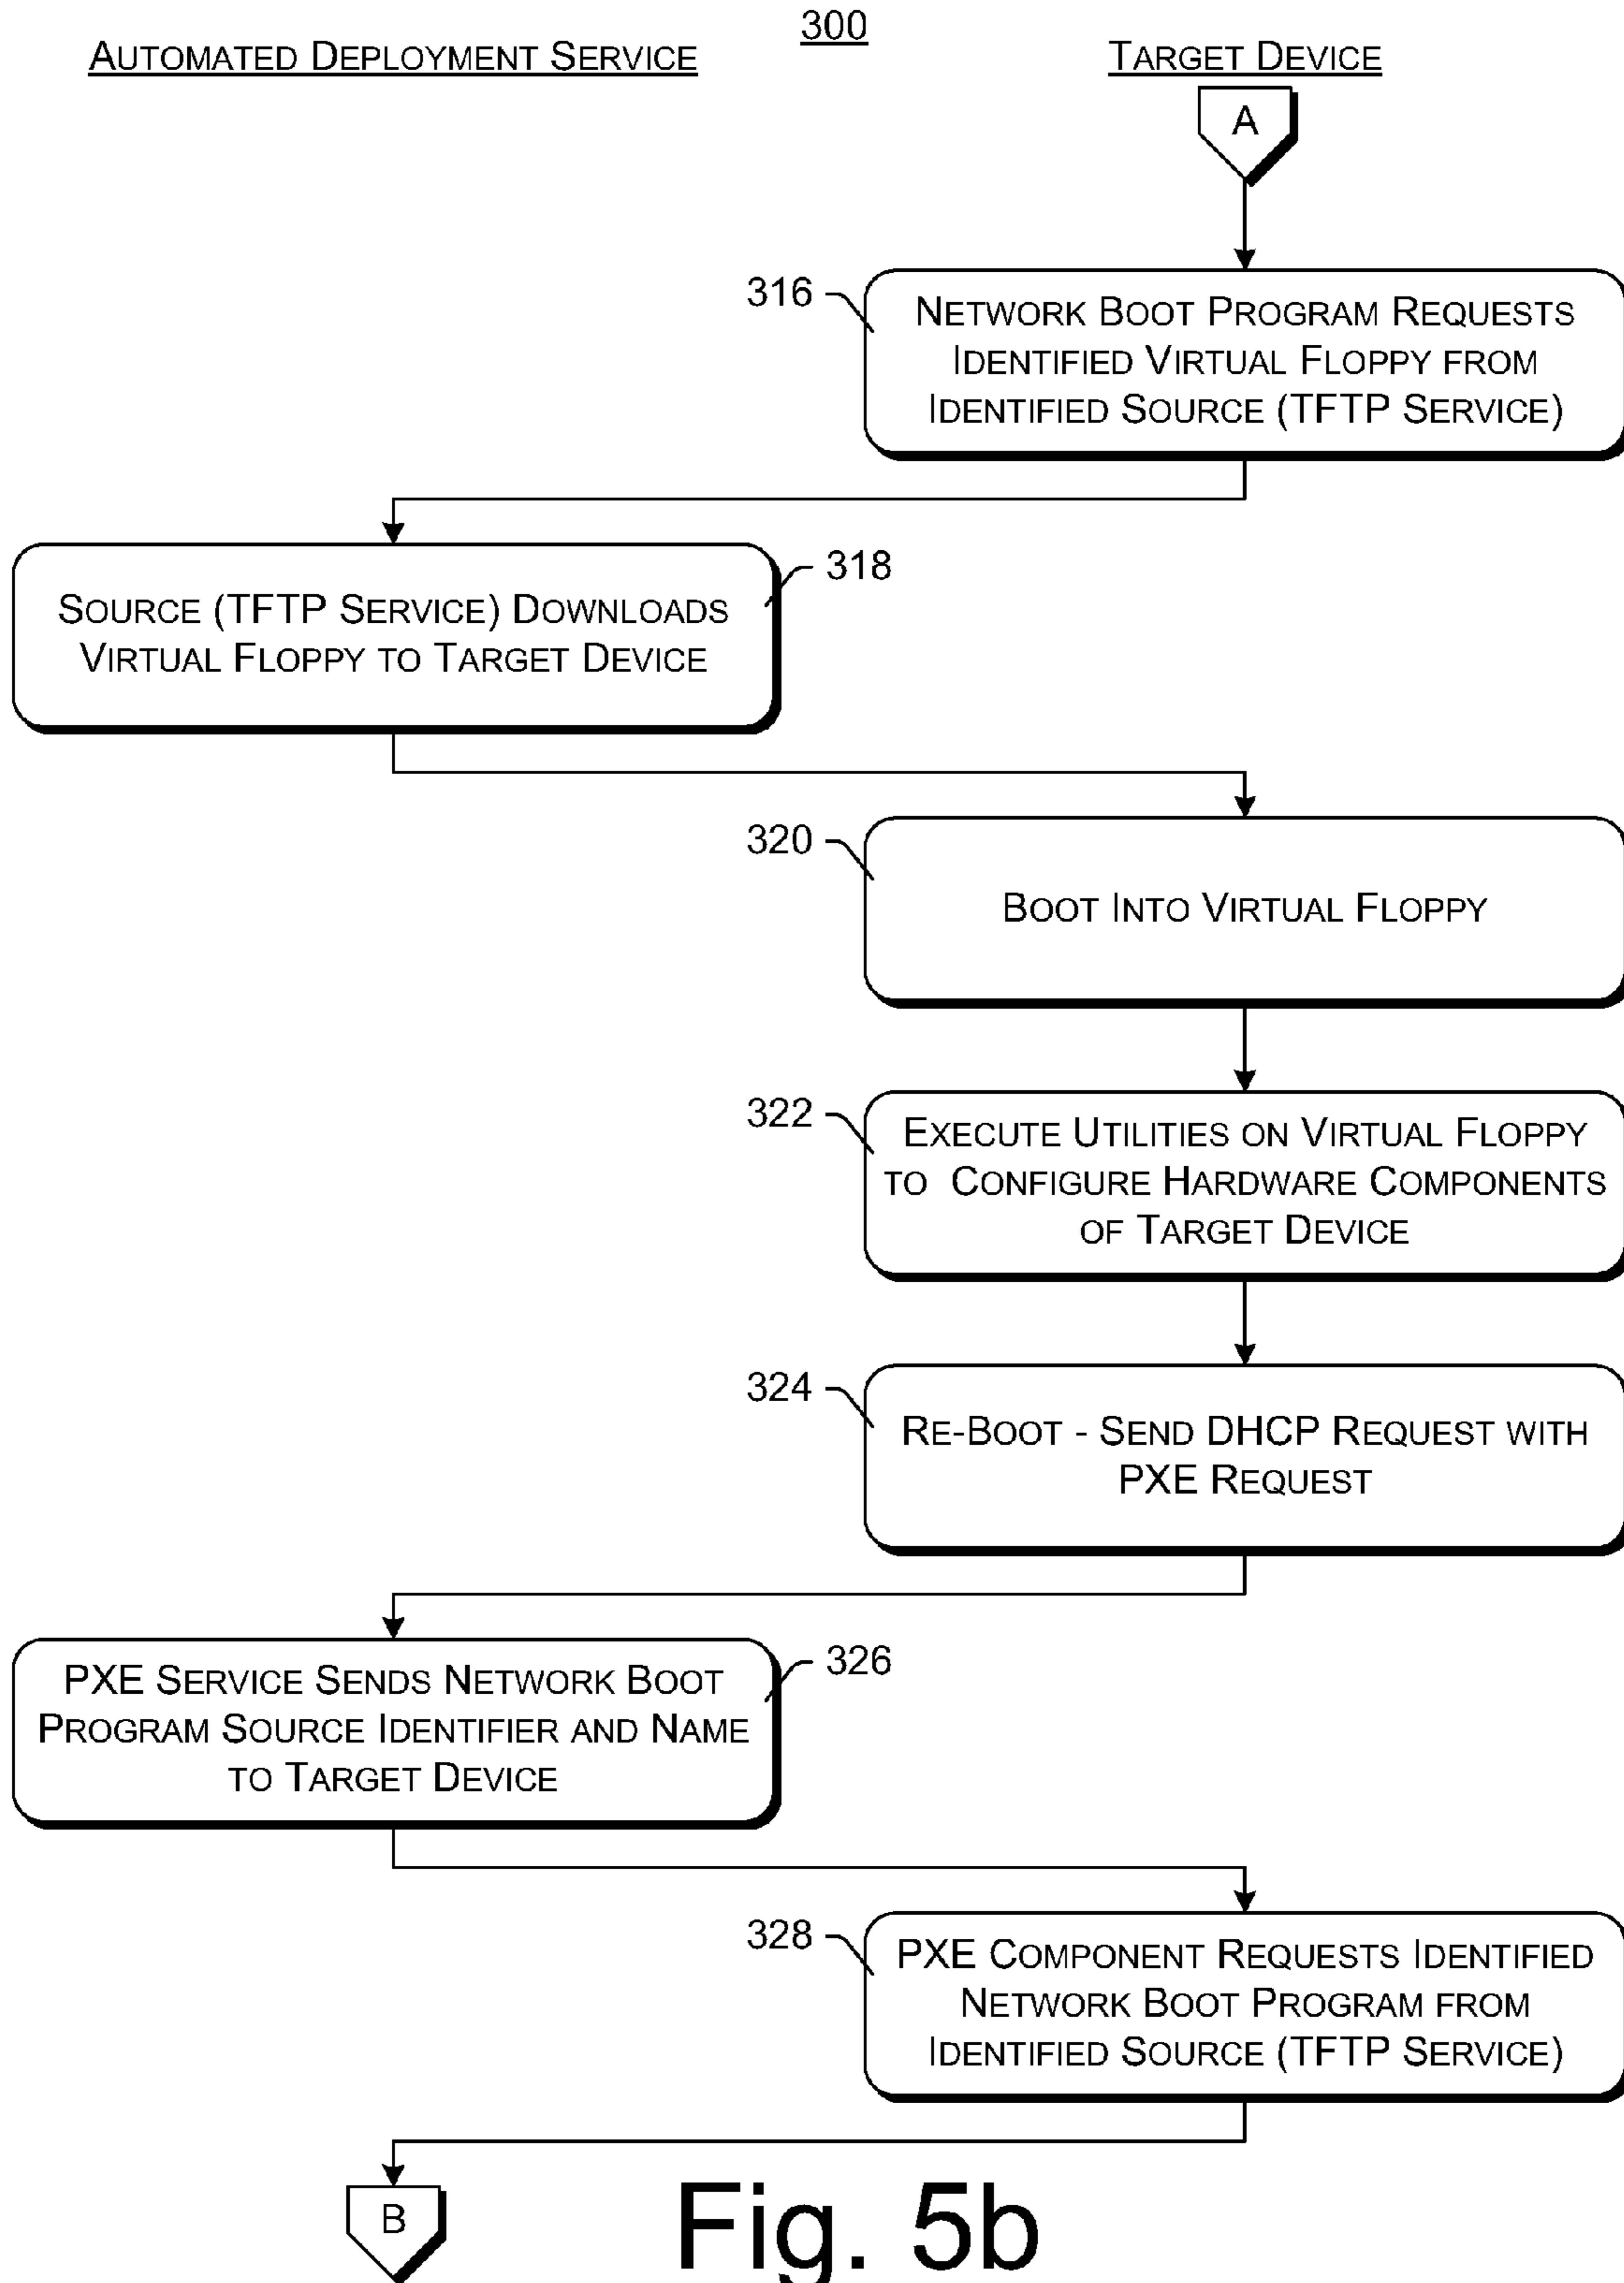 300
AUTOMATED DEPLOYMENT SERVICE
TARGET DEVICE
A
316
NETWORK BOOT PROGRAM REQUESTS
IDENTIFIED VIRTUAL FLOPPY FROM
IDENTIFIED SOURCE (TFTP SERVICE)
318
SOURCE (TFTP SERVICE) DOWNLOADS
VIRTUAL FLOPPY TO TARGET DEVICE
320
BOOT INTO VIRTUAL FLOPPY
322
EXECUTE UTILITIES ON VIRTUAL FLOPPY
TO CONFIGURE HARDWARE COMPONENTS
OF TARGET DEVICE
324
RE-BOOT - SEND DHCP REQUEST WITH
PXE REQUEST
326
PXE SERVICE SENDS NETWORK BOOT
PROGRAM SOURCE IDENTIFIER AND NAME
TO TARGET DEVICE
328
PXE COMPONENT REQUESTS IDENTIFIED
NETWORK BOOT PROGRAM FROM
IDENTIFIED SOURCE (TFTP SERVICE)
B
Fig. 5b